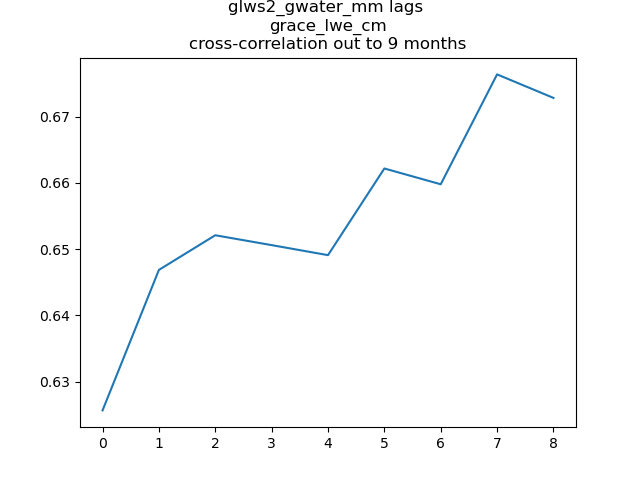 glws2_gwater_mm lags
grace_lwe_cm
cross-correlation out to 9 months
0.67
0.66
0.65
0.64
0.63
0 1 2 3 4 5 6 7 8